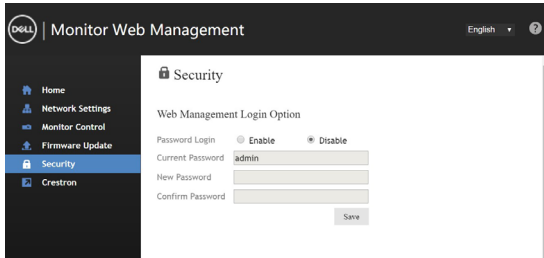 DELL | Monitor Web Management
English ?
Home
Network Settings
Monitor Control
Firmware Update
Security
Crestron
Security
Web Management Login Option
Password Login Enable Disable
Current Password admin
New Password
Confirm Password
Save